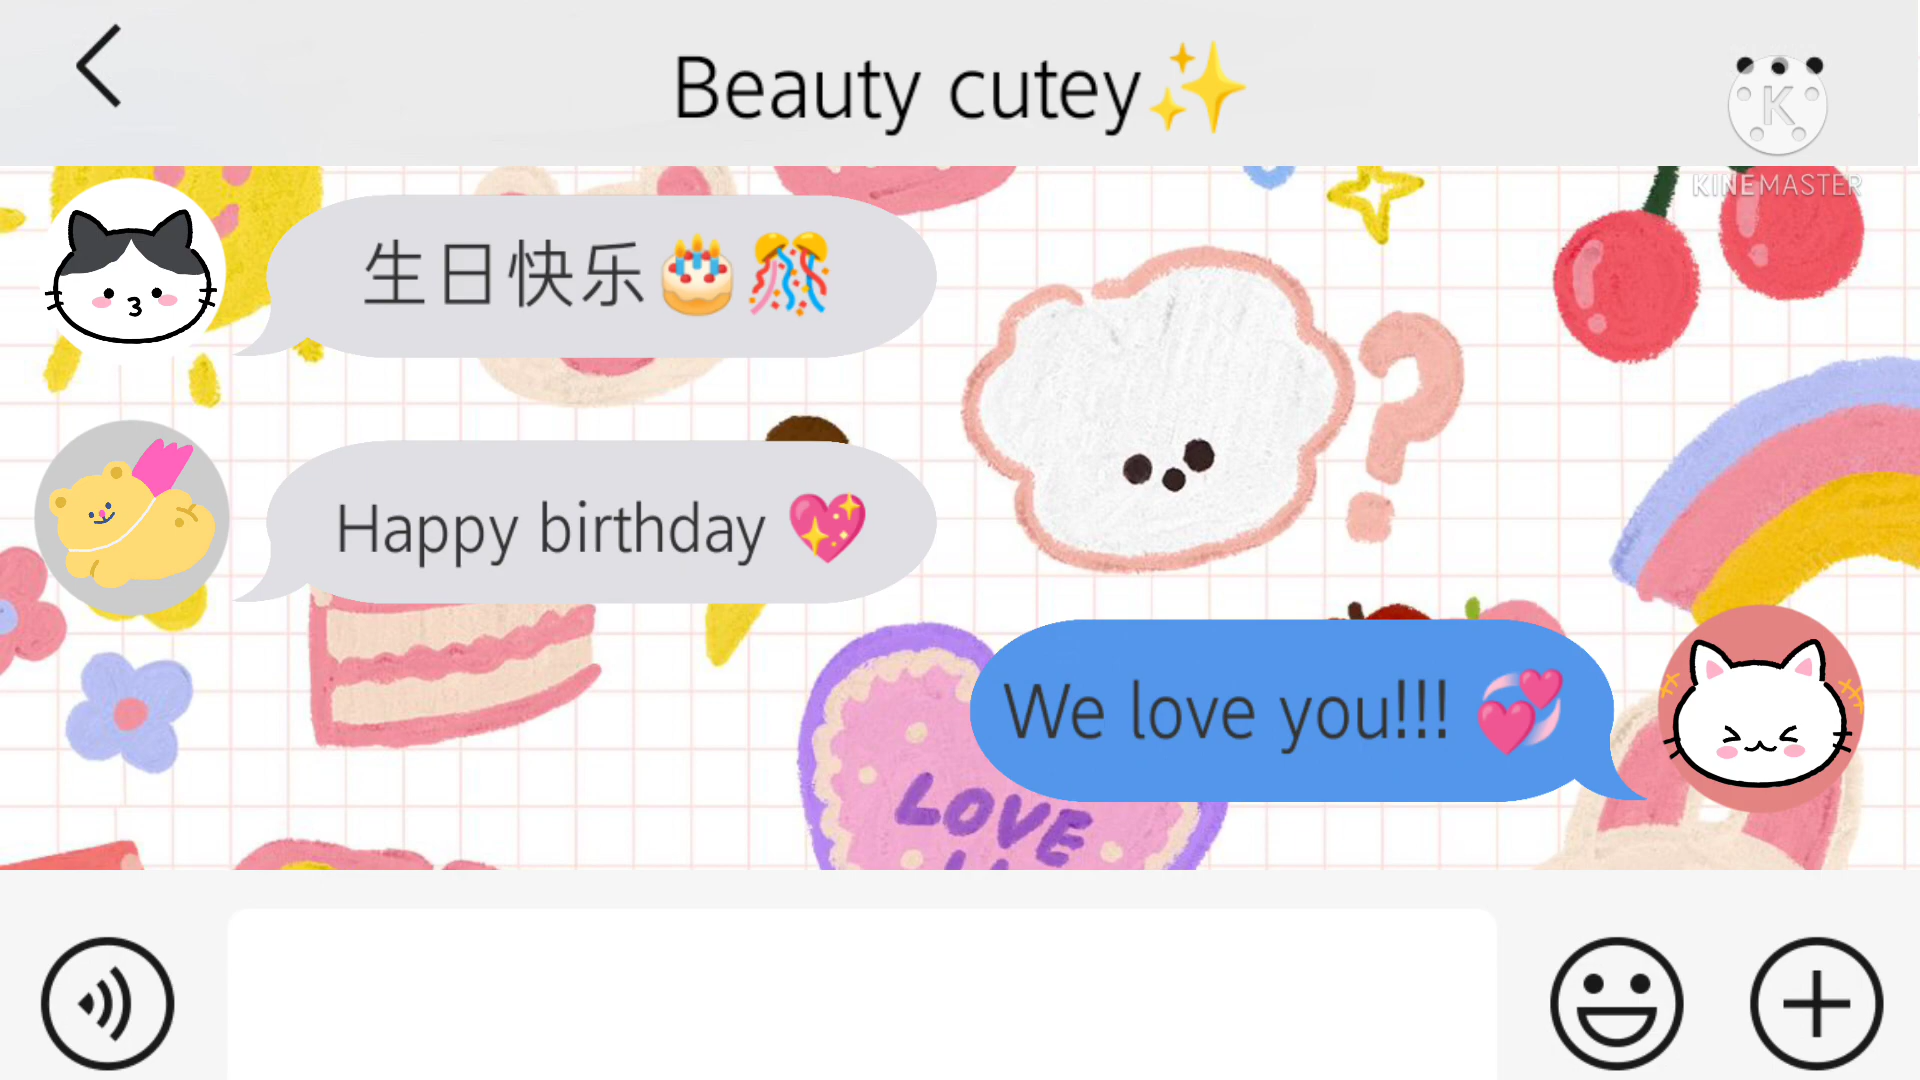 Beauty cutey✨
K
KINEMASTER
生日快乐🎂🎊
Happy birthday 💖
We love you!!! 💞
LOVE